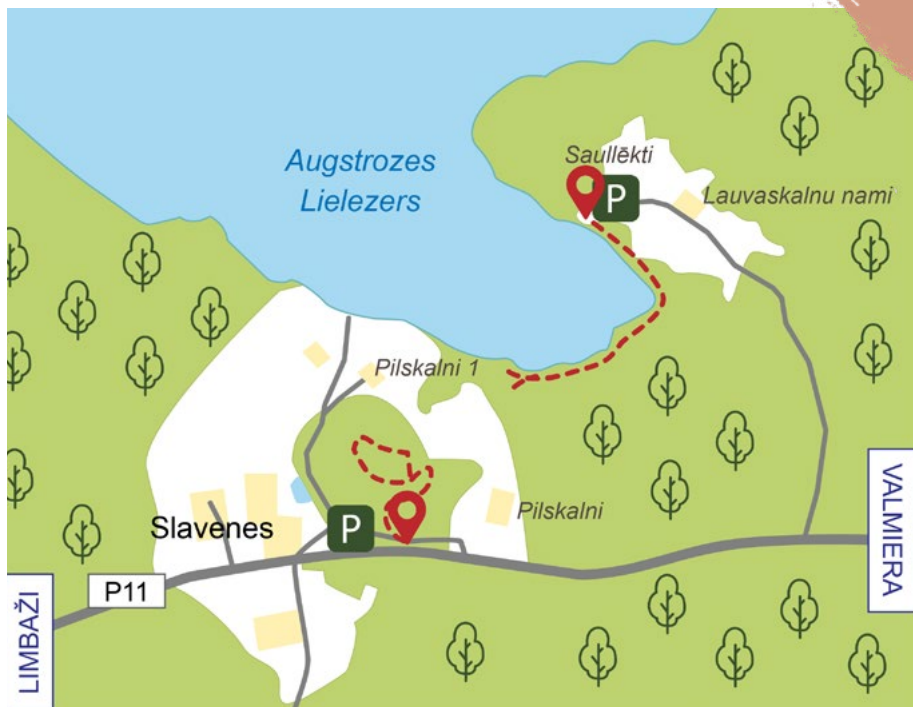 Augstrozes
Lielezers
Saullēkti
P
Lauvaskalnu nami
Pilskalni 1
Pilskalni
Slavenes
P
P11
LIMBAŽI
VALMIERA